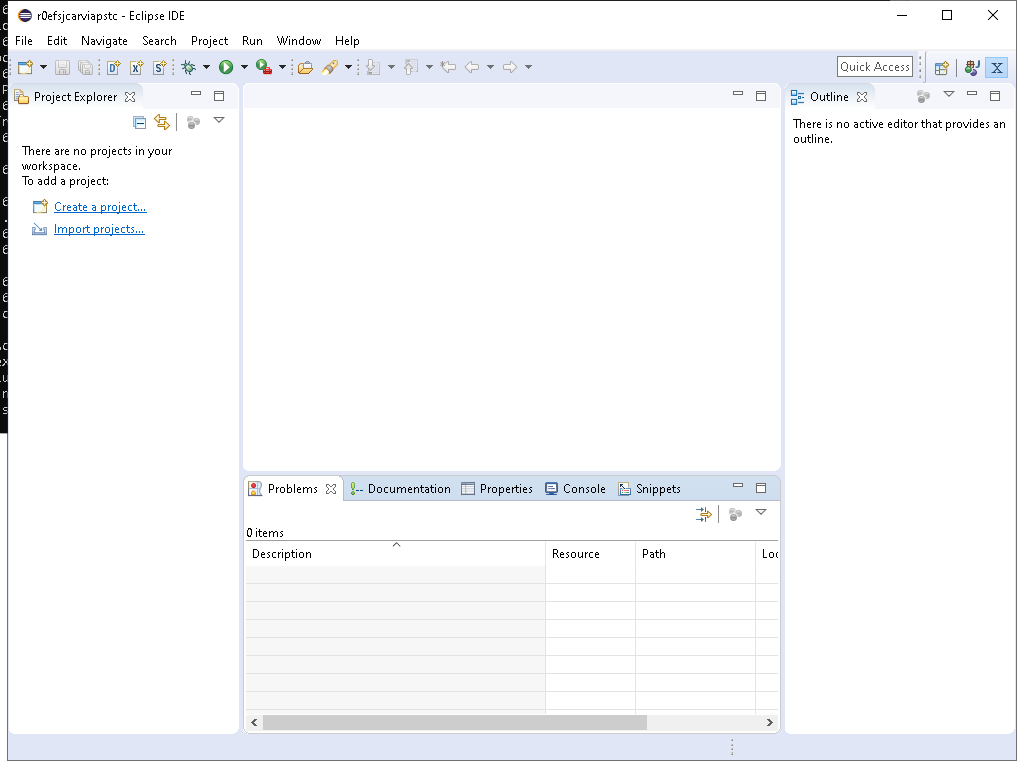 r0efsjcarviapstc - Eclipse IDE
File Edit Navigate Search Project Run Window Help
Quick Access
Project Explorer
Outline
There are no projects in your
workspace.
To add a project:
Create a project...
Import projects...
There is no active editor that provides an
outline.
Problems Documentation Properties Console Snippets
0 items
Description Resource Path Loc